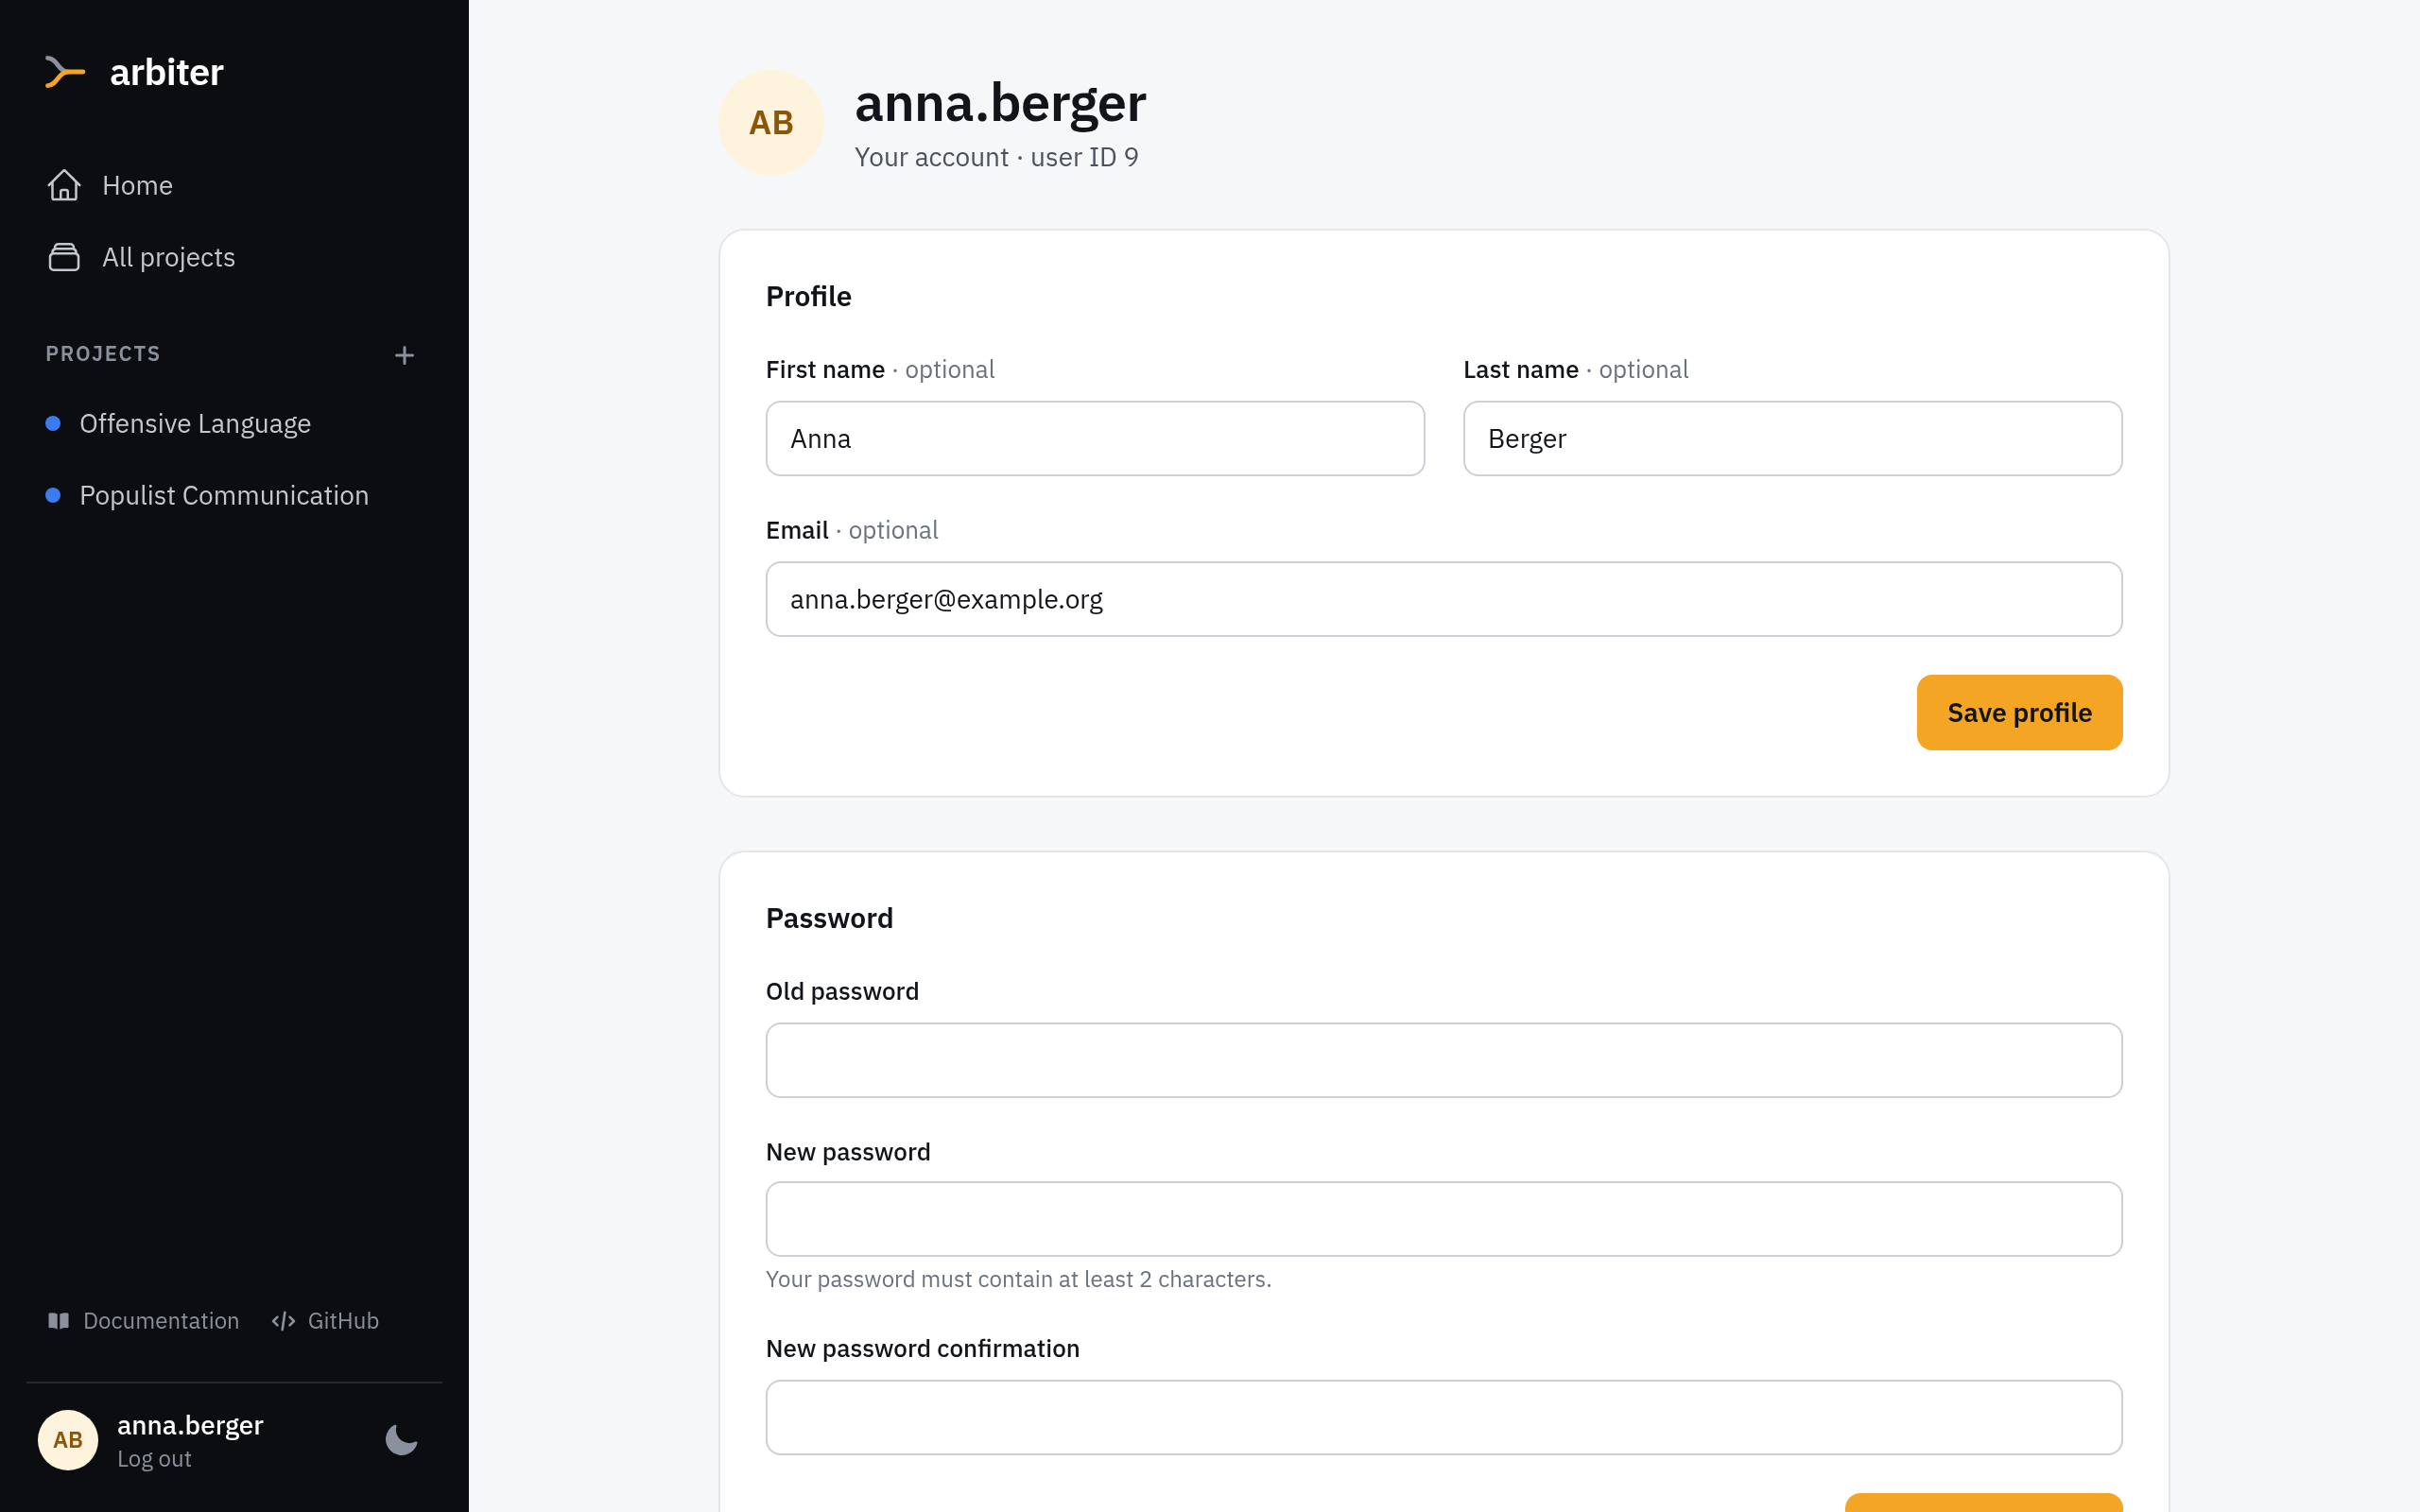 arbiter
Home
All projects
PROJECTS
Offensive Language
Populist Communication
Documentation
GitHub
AB
anna.berger
Log out
AB
anna.berger
Your account · user ID 9
Profile
First name · optional
Last name · optional
Anna
Berger
Email · optional
anna.berger@example.org
Save profile
Password
Old password
New password
Your password must contain at least 2 characters.
New password confirmation